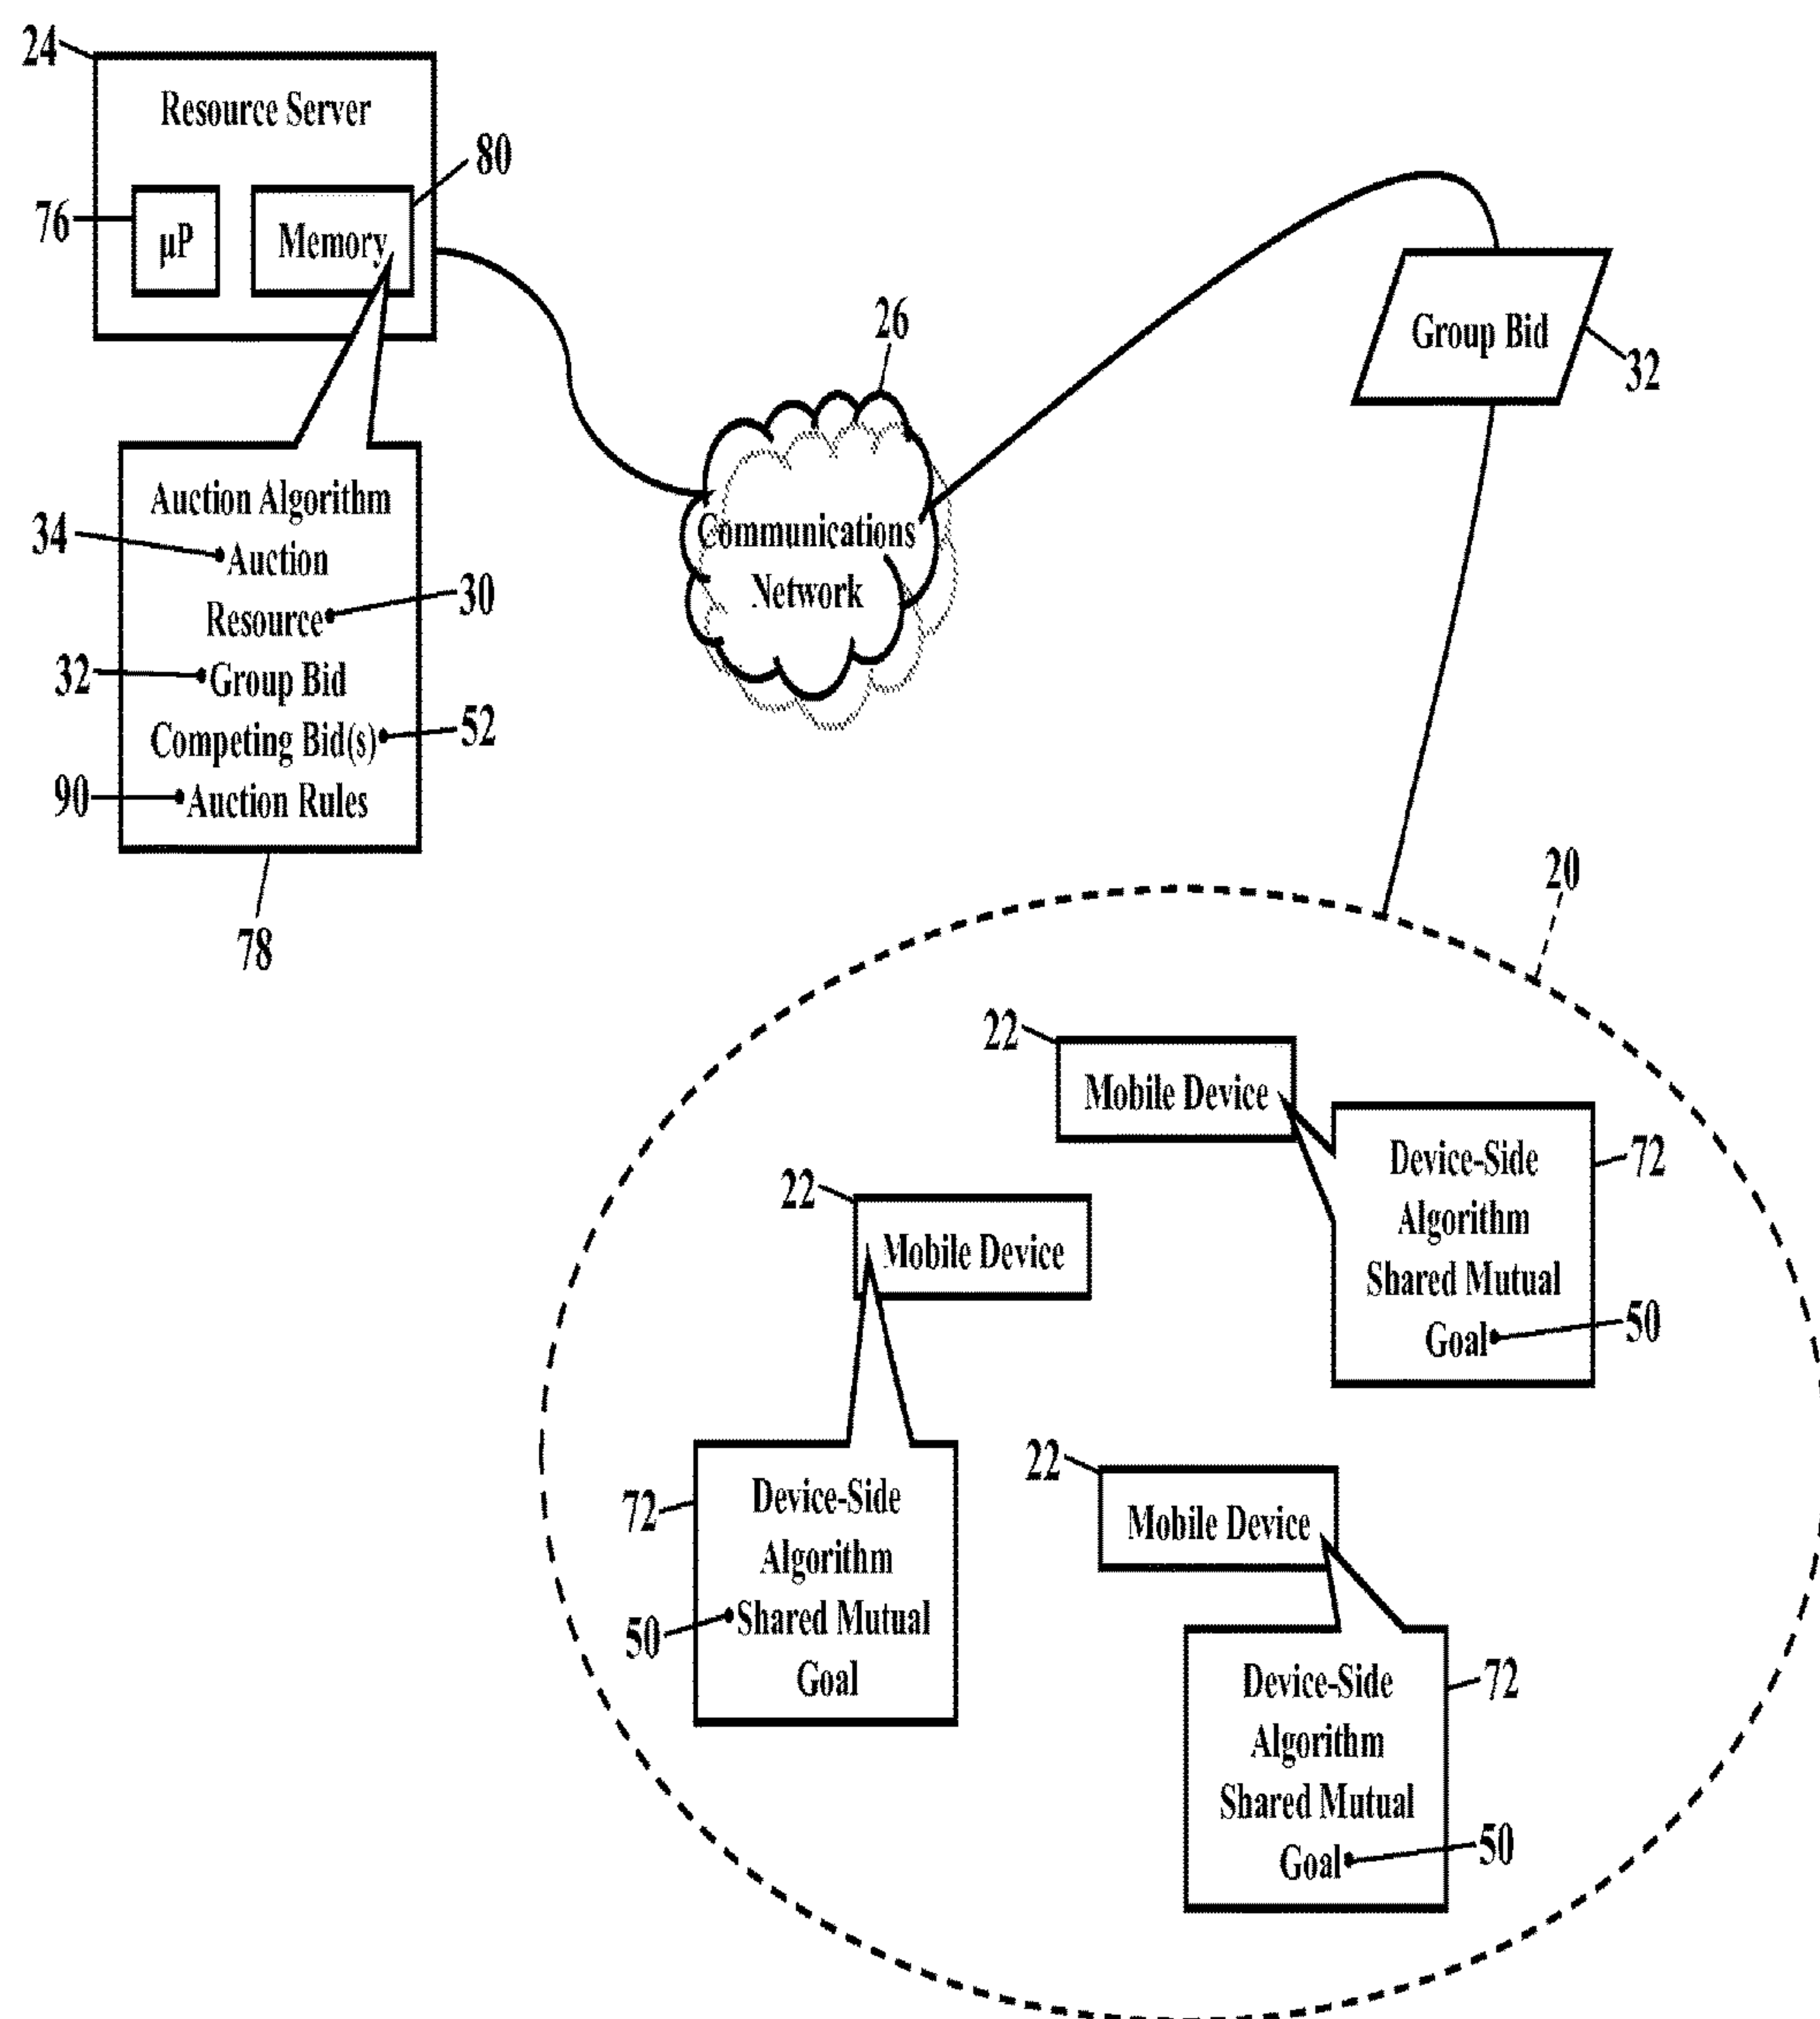 24
Resource Server
80
76
µP
Memory
26
Group Bid
32
Auction Algorithm
34
Auction
Resource
30
32
Group Bid
Competing Bid(s)
52
90
Auction Rules
78
Communications
Network
20
22
Mobile Device
Device-Side
72
Algorithm
Shared Mutual
Goal
50
22
Mobile Device
72
Device-Side
Algorithm
50
Shared Mutual
Goal
22
Mobile Device
Device-Side
72
Algorithm
Shared Mutual
Goal
50